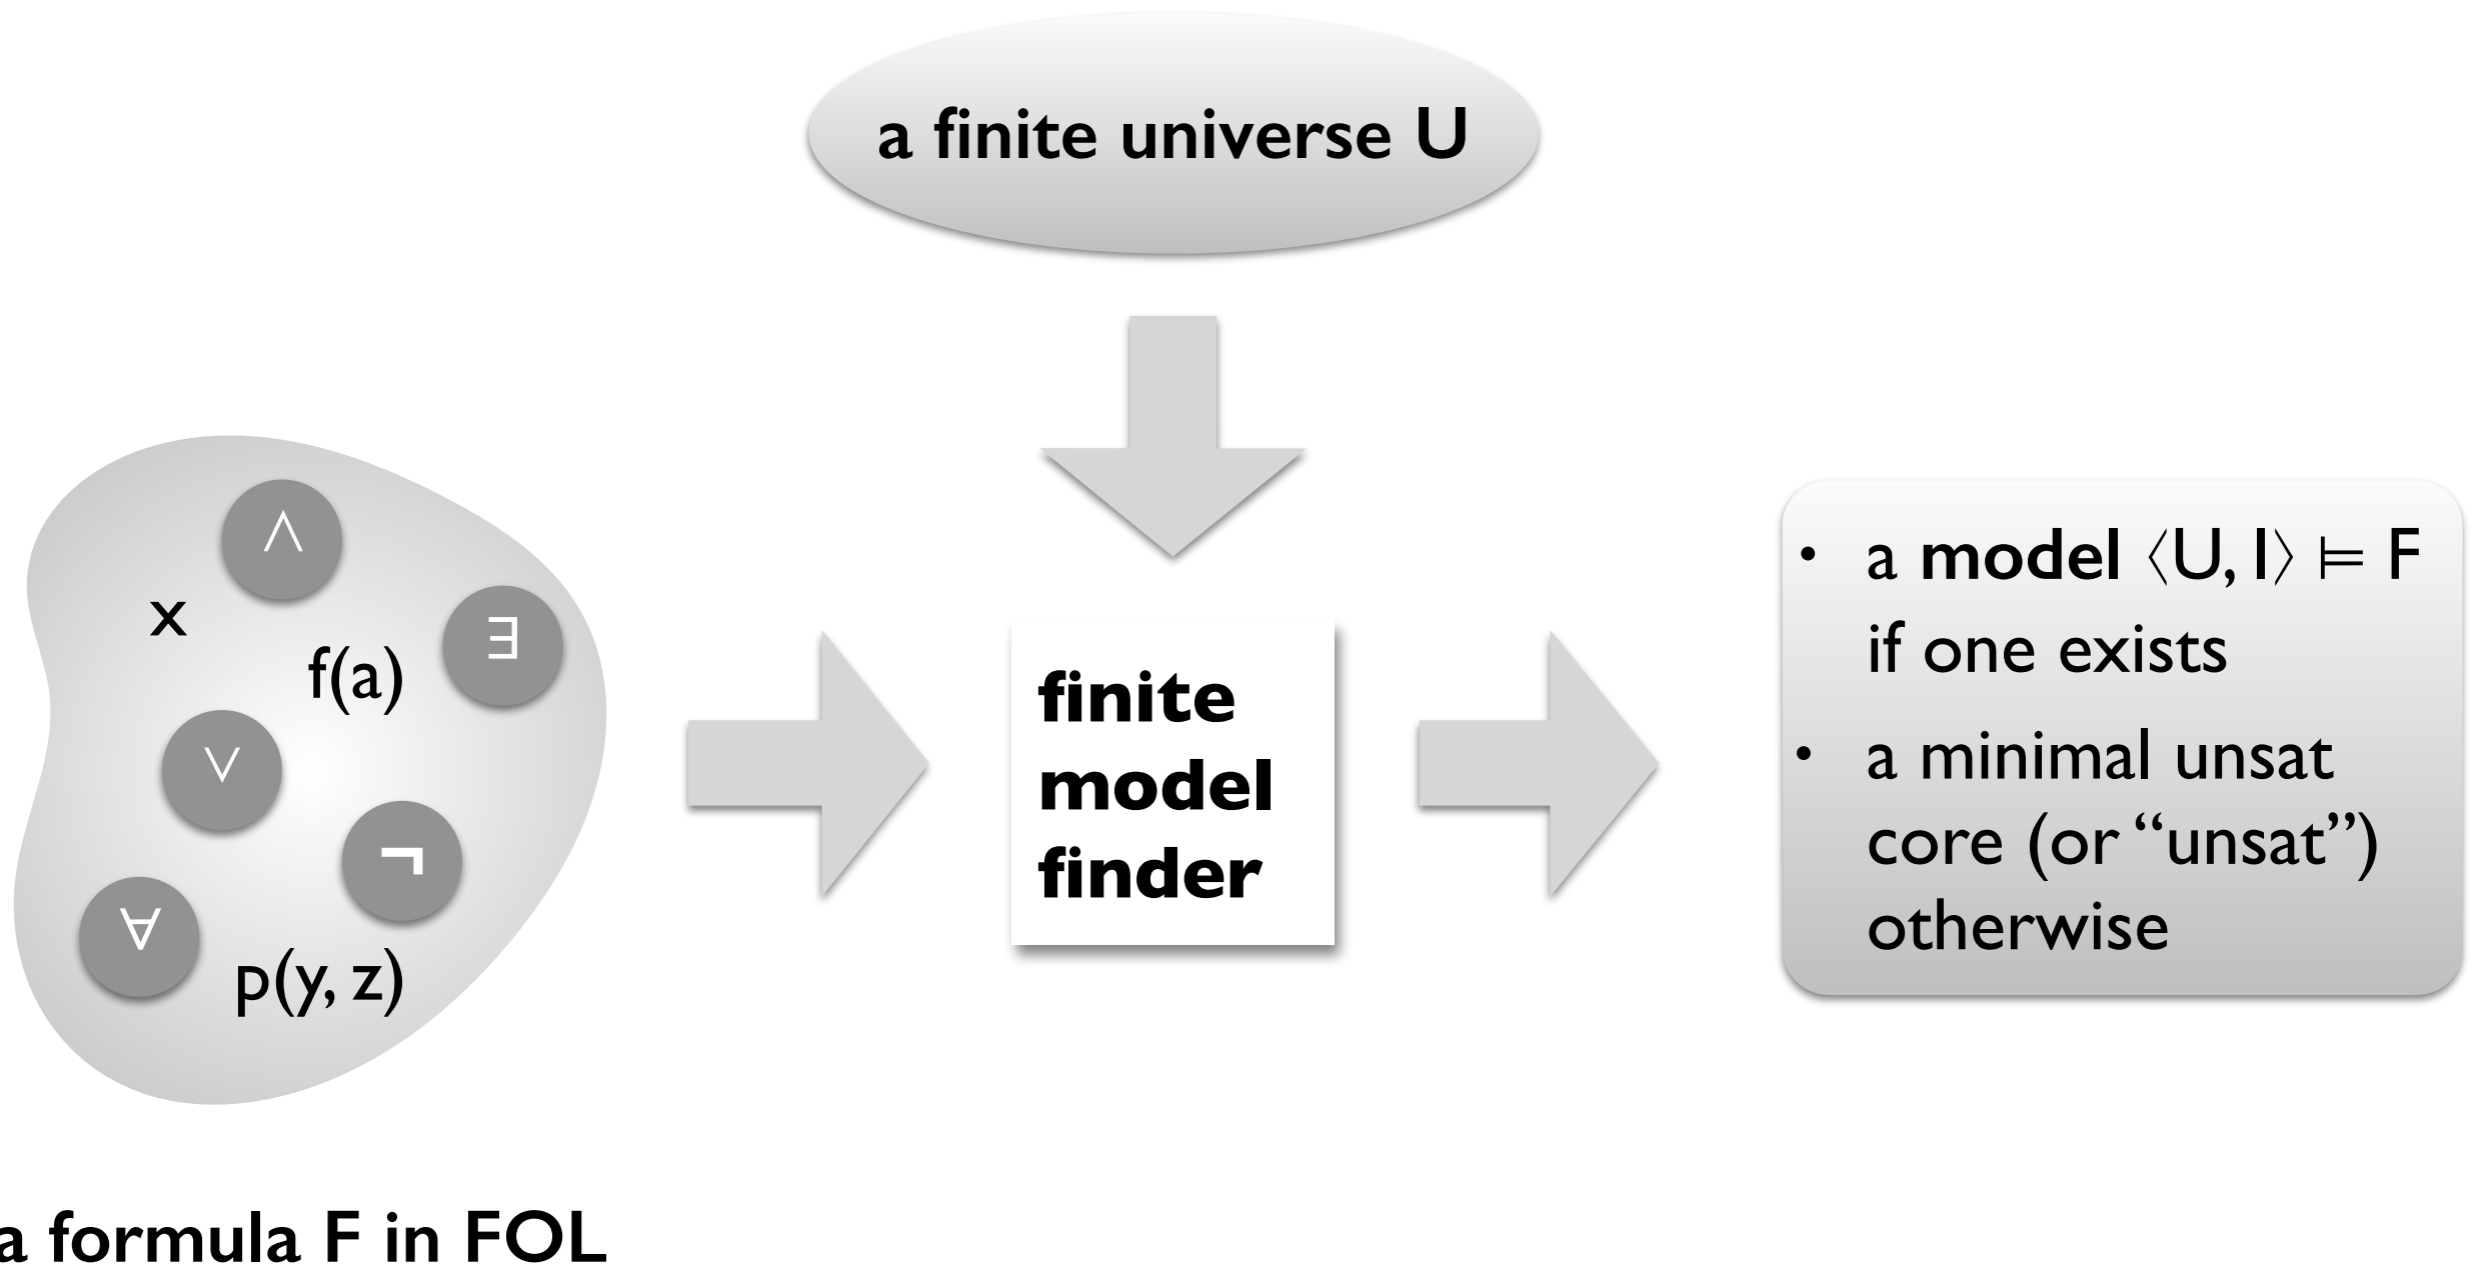 a finite universe U
∧
x
∃
f(a)
∨
¬
∀
p(y, z)
finite
model
finder
• a model ⟨U, I⟩ ⊨ F
if one exists
• a minimal unsat
core (or “unsat”)
otherwise
a formula F in FOL